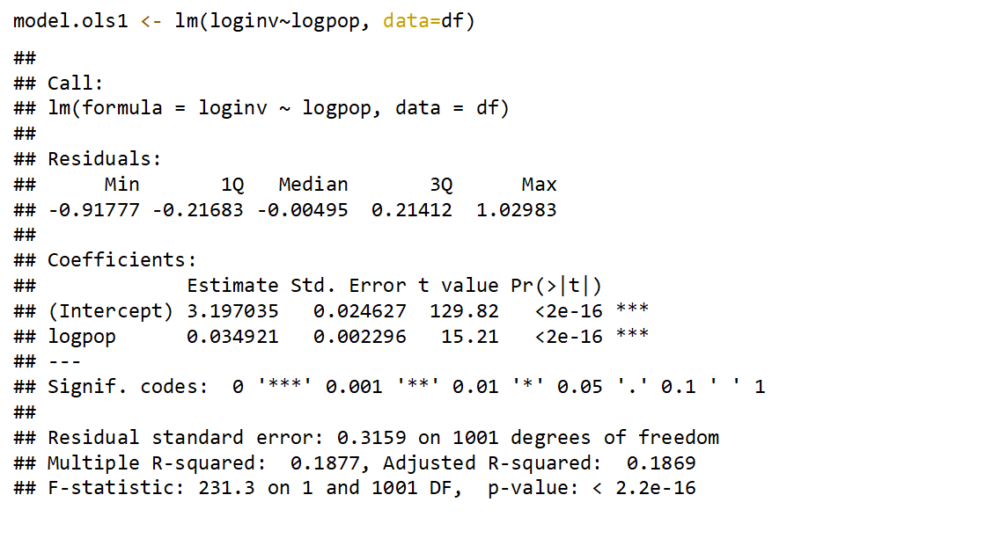 model.ols1 <- lm(loginv~logpop, data=df)
##
## Call:
## lm(formula = loginv ~ logpop, data = df)
##
## Residuals:
##      Min       1Q   Median       3Q      Max
## -0.91777 -0.21683 -0.00495  0.21412  1.02983
##
## Coefficients:
##             Estimate Std. Error t value Pr(>|t|)
## (Intercept) 3.197035   0.024627  129.82   <2e-16 ***
## logpop      0.034921   0.002296   15.21   <2e-16 ***
## ---
## Signif. codes:  0 '***' 0.001 '**' 0.01 '*' 0.05 '.' 0.1 ' ' 1
##
## Residual standard error: 0.3159 on 1001 degrees of freedom
## Multiple R-squared:  0.1877, Adjusted R-squared:  0.1869
## F-statistic: 231.3 on 1 and 1001 DF,  p-value: < 2.2e-16